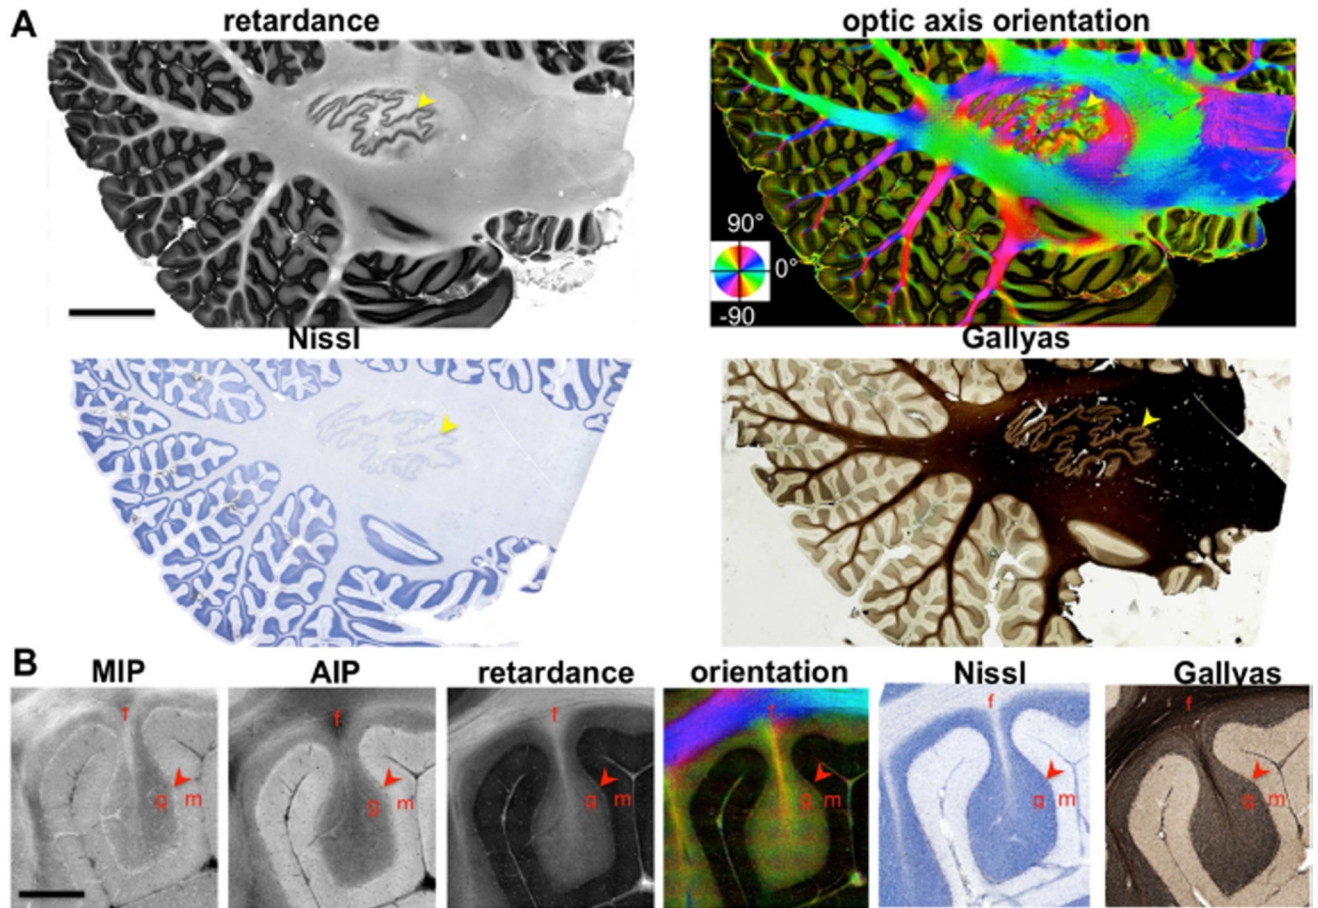 A
retardance
optic axis orientation
90°
0°
-90
Nissl
Gallyas
B
MIP
AIP
retardance
orientation
Nissl
Gallyas
f
f
f
f
f
f
g m
g m
g m
g m
g m
g m